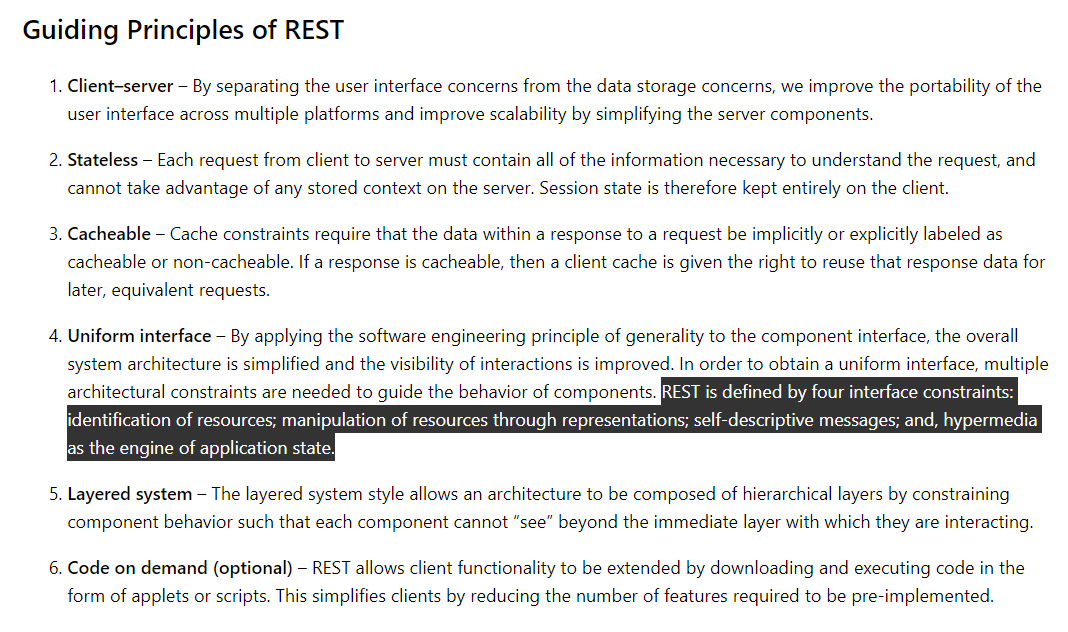 Guiding Principles of REST
1. Client–server – By separating the user interface concerns from the data storage concerns, we improve the portability of the
user interface across multiple platforms and improve scalability by simplifying the server components.
2. Stateless – Each request from client to server must contain all of the information necessary to understand the request, and
cannot take advantage of any stored context on the server. Session state is therefore kept entirely on the client.
3. Cacheable – Cache constraints require that the data within a response to a request be implicitly or explicitly labeled as
cacheable or non-cacheable. If a response is cacheable, then a client cache is given the right to reuse that response data for
later, equivalent requests.
4. Uniform interface – By applying the software engineering principle of generality to the component interface, the overall
system architecture is simplified and the visibility of interactions is improved. In order to obtain a uniform interface, multiple
architectural constraints are needed to guide the behavior of components. REST is defined by four interface constraints:
identification of resources; manipulation of resources through representations; self-descriptive messages; and, hypermedia
as the engine of application state.
5. Layered system – The layered system style allows an architecture to be composed of hierarchical layers by constraining
component behavior such that each component cannot “see” beyond the immediate layer with which they are interacting.
6. Code on demand (optional) – REST allows client functionality to be extended by downloading and executing code in the
form of applets or scripts. This simplifies clients by reducing the number of features required to be pre-implemented.